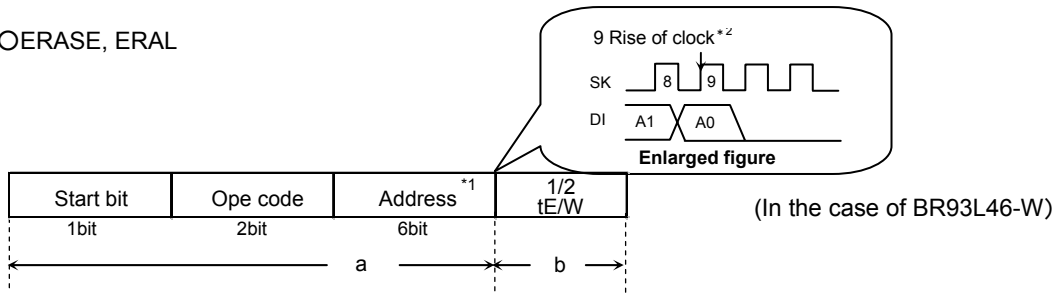 ○ERASE, ERAL
9 Rise of clock*2
SK 8 9
DI A1 A0
Enlarged figure
Start bit Ope code Address*1 1/2 tE/W
1bit 2bit 6bit
(In the case of BR93L46-W)
a b